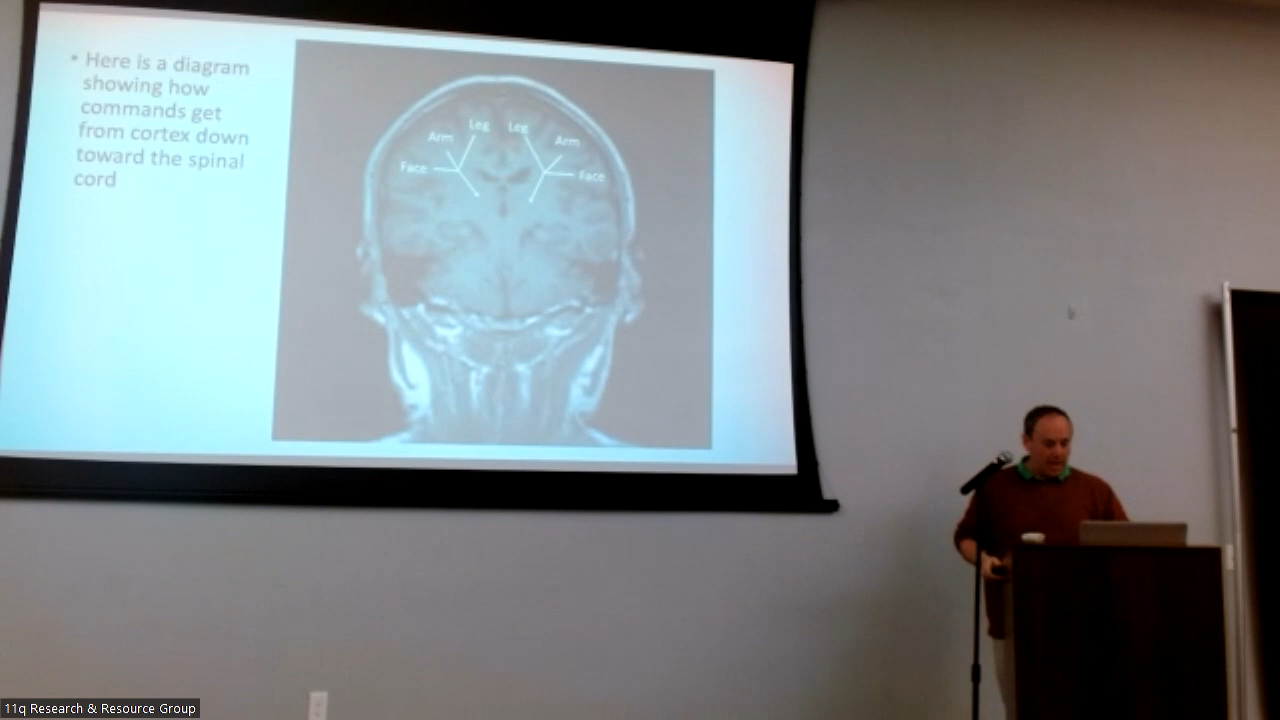 • Here is a diagram
showing how
commands get
from cortex down
toward the spinal
cord
Leg Leg
Arm Arm
Face Face
11q Research & Resource Group